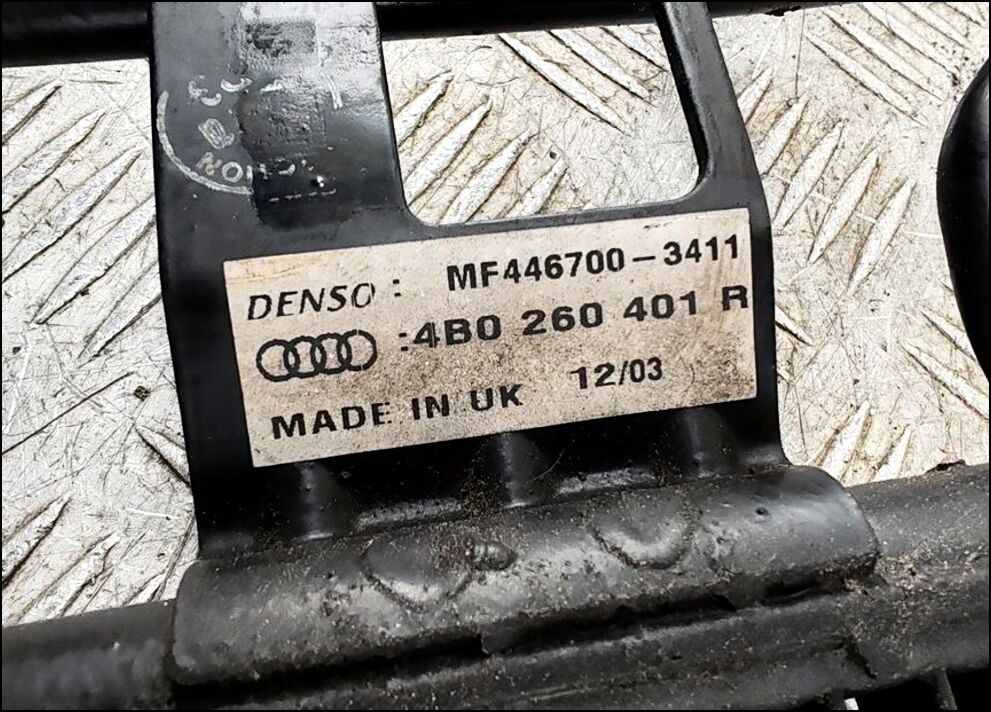 DENSO : MF446700-3411
:4B0 260 401 R
MADE IN UK 12/03